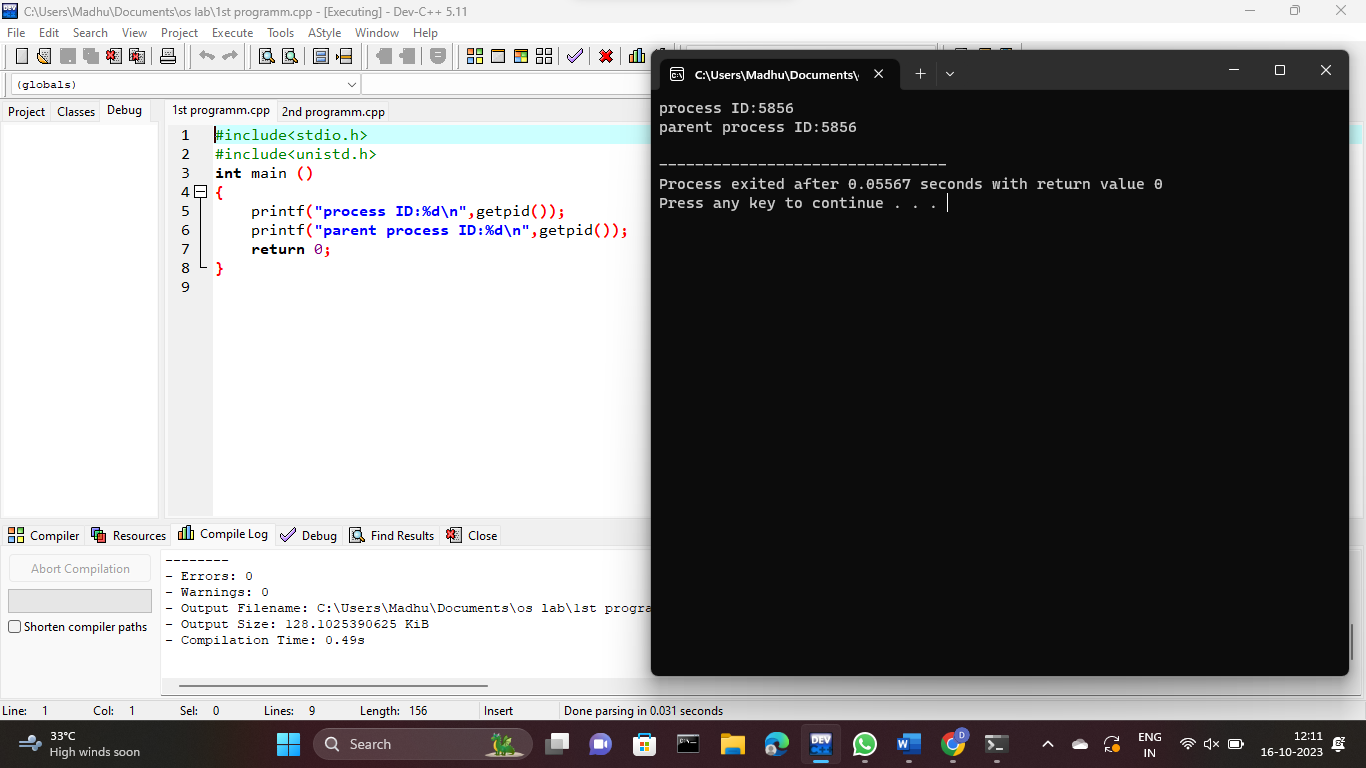 C:\Users\Madhu\Documents\os lab\1st programm.cpp - [Executing] - Dev-C++ 5.11
File Edit Search View Project Execute Tools AStyle Window Help
(globals)
Project Classes Debug
1st programm.cpp 2nd programm.cpp
1 #include<stdio.h>
2 #include<unistd.h>
3 int main ()
4 {
5 printf("process ID:%d\n",getpid());
6 printf("parent process ID:%d\n",getpid());
7 return 0;
8 }
9
C:\Users\Madhu\Documents\
process ID:5856
parent process ID:5856
--------------------------------
Process exited after 0.05567 seconds with return value 0
Press any key to continue . . .
Compiler Resources Compile Log Debug Find Results Close
Abort Compilation
Shorten compiler paths
--------
- Errors: 0
- Warnings: 0
- Output Filename: C:\Users\Madhu\Documents\os lab\1st progra
- Output Size: 128.1025390625 KiB
- Compilation Time: 0.49s
Line: 1 Col: 1 Sel: 0 Lines: 9 Length: 156 Insert Done parsing in 0.031 seconds
33°C
High winds soon
Search
DEV
D
ENG
IN
12:11
16-10-2023